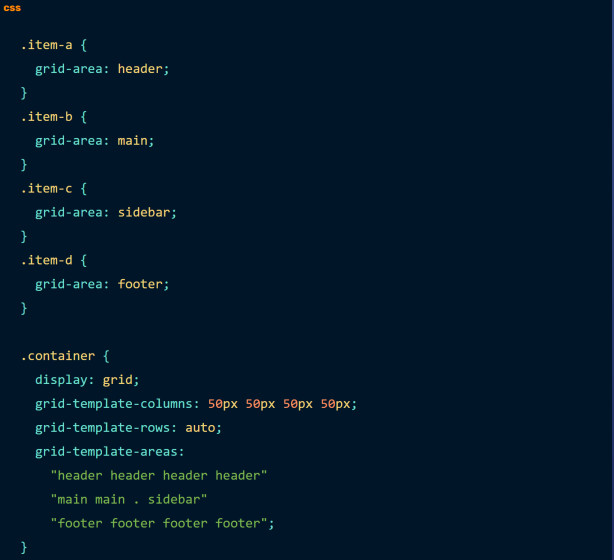 css
.item-a {
  grid-area: header;
}
.item-b {
  grid-area: main;
}
.item-c {
  grid-area: sidebar;
}
.item-d {
  grid-area: footer;
}

.container {
  display: grid;
  grid-template-columns: 50px 50px 50px 50px;
  grid-template-rows: auto;
  grid-template-areas:
    "header header header header"
    "main main . sidebar"
    "footer footer footer footer";
}